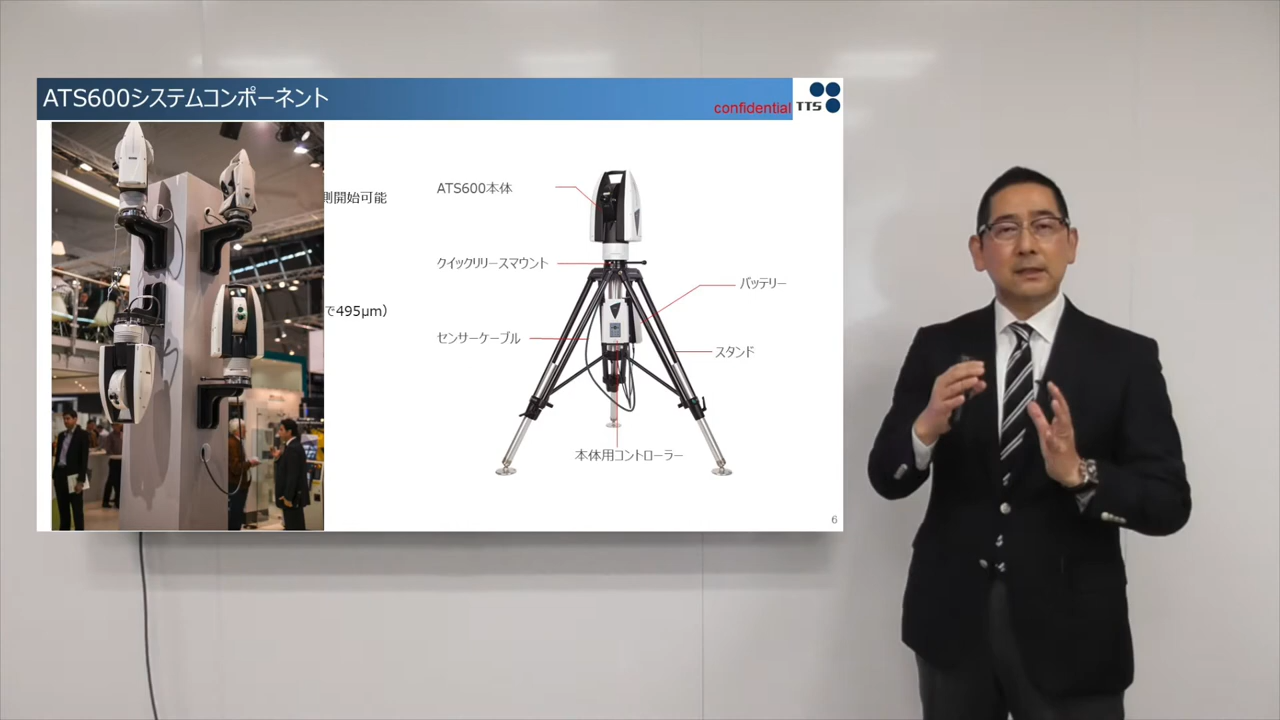 ATS600システムコンポーネント
confidential
TTS
測開始可能
で495μm）
ATS600本体
クイックリリースマウント
バッテリー
センサーケーブル
スタンド
本体用コントローラー
6